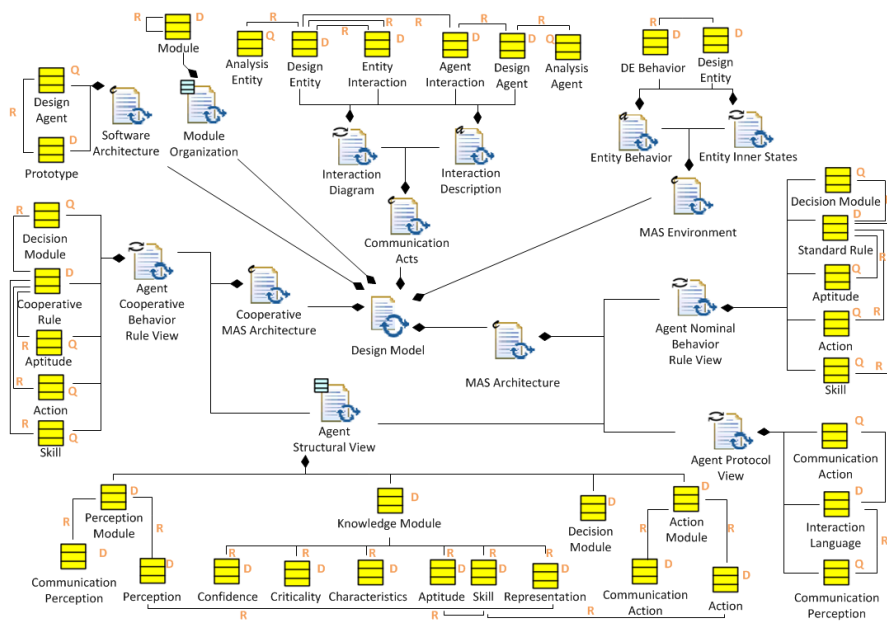 R
D
Module
R
R
R
R
Q
D
D
D
D
Q
Analysis
Entity
Design
Entity
Entity
Interaction
Agent
Interaction
Design
Agent
Analysis
Agent
R
D
D
DE Behavior
Design
Entity
Q
Design
Agent
R
D
Prototype
Software
Architecture
Module
Organization
Interaction
Diagram
Interaction
Description
Entity Behavior
Entity Inner States
Communication
Acts
MAS Environment
Q
Decision Module
R
D
Standard Rule
R
Q
Aptitude
Q
Action
R
Q
Skill
R
Q
Decision
Module
D
Cooperative
Rule
R
Aptitude
Q
R
Q
Action
R
Skill
Q
Agent
Cooperative
Behavior
Rule View
Cooperative
MAS Architecture
Design Model
MAS Architecture
Agent Nominal
Behavior
Rule View
Agent
Structural View
Agent Protocol
View
Q
Communication
Action
R
D
Interaction
Language
R
Q
Communication
Perception
D
Perception
Module
R
R
D
Communication
Perception
D
Perception
D
Knowledge Module
R
R
R
R
R
R
D
Confidence
D
Criticality
D
Characteristics
D
Aptitude
D
Skill
D
Representation
D
Decision
Module
D
Action
Module
R
R
D
Communication
Action
D
Action
R
R
R